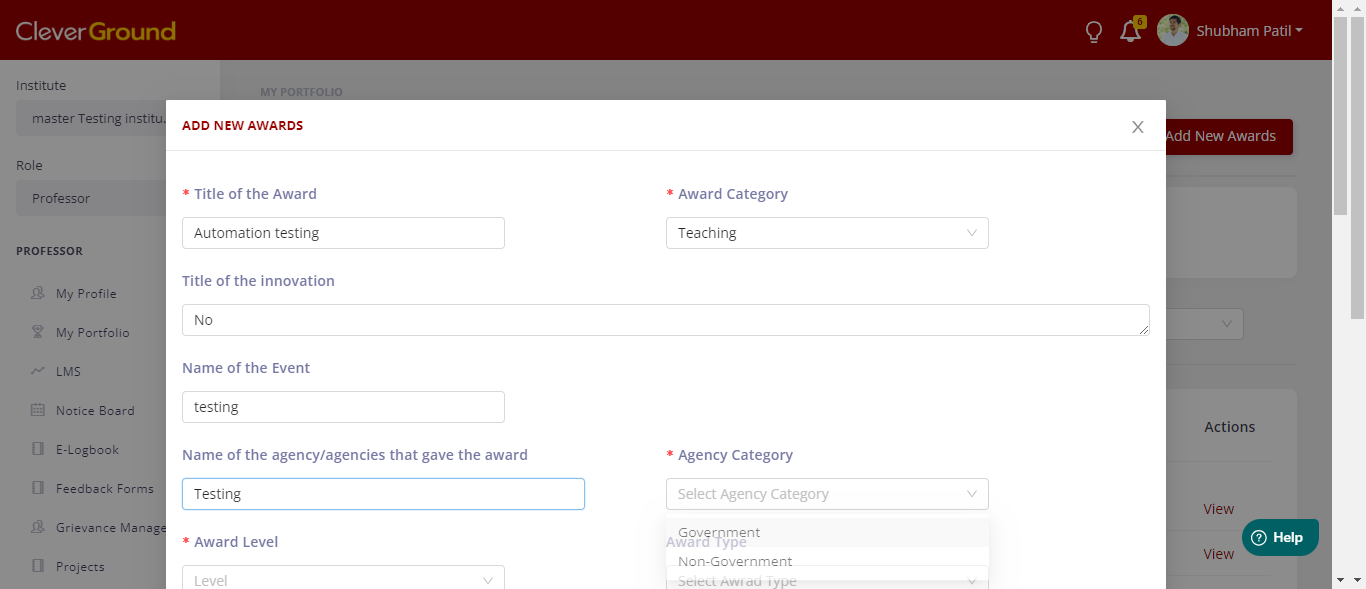 CleverGround
6
Shubham Patil
Institute
master Testing institu..
Role
Professor
PROFESSOR
My Profile
My Portfolio
LMS
Notice Board
E-Logbook
Feedback Forms
Grievance Manage
Projects
MY PORTFOLIO
Add New Awards
Actions
View
View
ADD NEW AWARDS
* Title of the Award
Automation testing
* Award Category
Teaching
Title of the innovation
No
Name of the Event
testing
Name of the agency/agencies that gave the award
Testing
* Agency Category
Select Agency Category
Government
Non-Government
* Award Level
Level
Award Type
Select Awrad Type
Help